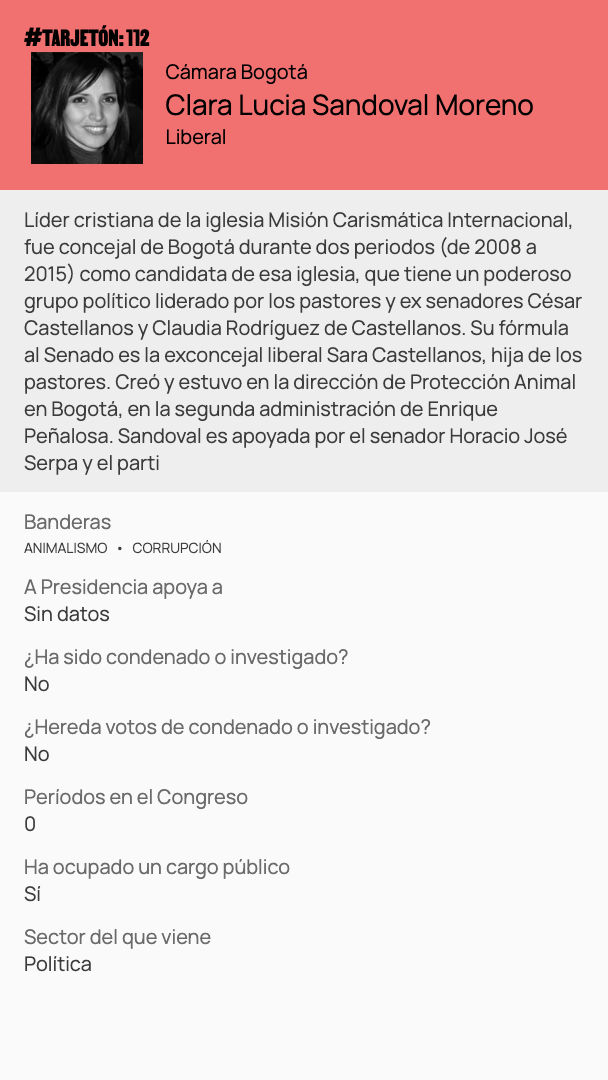 #TARJETÓN: 112
Cámara Bogotá
Clara Lucia Sandoval Moreno
Liberal
Líder cristiana de la iglesia Misión Carismática Internacional,
fue concejal de Bogotá durante dos periodos (de 2008 a
2015) como candidata de esa iglesia, que tiene un poderoso
grupo político liderado por los pastores y ex senadores César
Castellanos y Claudia Rodríguez de Castellanos. Su fórmula
al Senado es la exconcejal liberal Sara Castellanos, hija de los
pastores. Creó y estuvo en la dirección de Protección Animal
en Bogotá, en la segunda administración de Enrique
Peñalosa. Sandoval es apoyada por el senador Horacio José
Serpa y el parti
Banderas
ANIMALISMO • CORRUPCIÓN
A Presidencia apoya a
Sin datos
¿Ha sido condenado o investigado?
No
¿Hereda votos de condenado o investigado?
No
Períodos en el Congreso
0
Ha ocupado un cargo público
Sí
Sector del que viene
Política